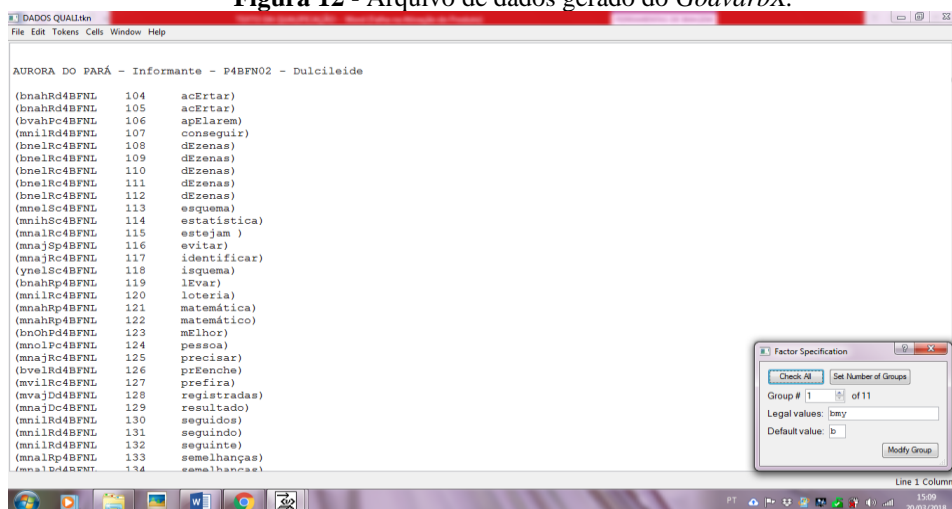 Figura 12 - Arquivo de dados gerado do Goldvarbx.
DADOS QUALI.tkn
File Edit Tokens Cells Window Help
AURORA DO PARÁ - Informante - P4BFN02 - Dulcileide
(bnahRd4BFNL 104 acErtar)
(bnahRd4BFNL 105 acErtar)
(bvahPc4BFNL 106 apElarem)
(mnilRd4BFNL 107 conseguir)
(bnelRc4BFNL 108 dEzenas)
(bnelRc4BFNL 109 dEzenas)
(bnelRc4BFNL 110 dEzenas)
(bnelRc4BFNL 111 dEzenas)
(bnelRc4BFNL 112 dEzenas)
(mnelSc4BFNL 113 esquema)
(mnihSc4BFNL 114 estatística)
(mnalRc4BFNL 115 estejam )
(mnajSp4BFNL 116 evitar)
(mnajRc4BFNL 117 identificar)
(ynelSc4BFNL 118 isquema)
(bnahRp4BFNL 119 lEvar)
(mnilRc4BFNL 120 loteria)
(mnahRp4BFNL 121 matemática)
(mnahRp4BFNL 122 matemático)
(bnOhPd4BFNL 123 mElhor)
(mnolPc4BFNL 124 pessoa)
(mnajRc4BFNL 125 precisar)
(bvelRd4BFNL 126 prEenche)
(mvilRc4BFNL 127 prefira)
(mvajDd4BFNL 128 registradas)
(mnajDc4BFNL 129 resultado)
(mnilRd4BFNL 130 seguidos)
(mnilRd4BFNL 131 seguindo)
(mnilRd4BFNL 132 seguinte)
(mnalRp4BFNL 133 semelhanças)
(mnalRd4BFNL 134 semelhanças)
Factor Specification
Check All Set Number of Groups
Group # 1 of 11
Legal values: bmy
Default value: b
Modify Group
Line 1 Column
PT 15:09
20/03/2018